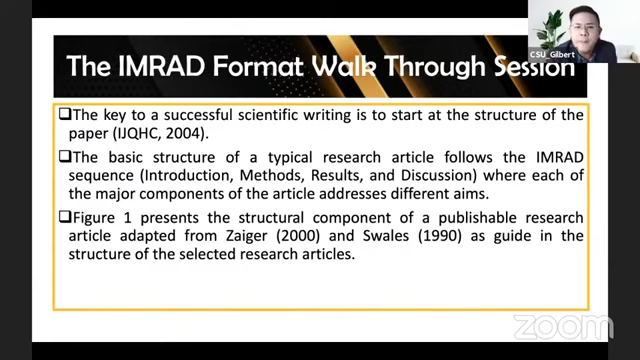 CSU_Gilbert
The IMRAD Format Walk Through Session
❑The key to a successful scientific writing is to start at the structure of the
paper (IJQHC, 2004).
❑The basic structure of a typical research article follows the IMRAD
sequence (Introduction, Methods, Results, and Discussion) where each of
the major components of the article addresses different aims.
❑Figure 1 presents the structural component of a publishable research
article adapted from Zaiger (2000) and Swales (1990) as guide in the
structure of the selected research articles.
zoom